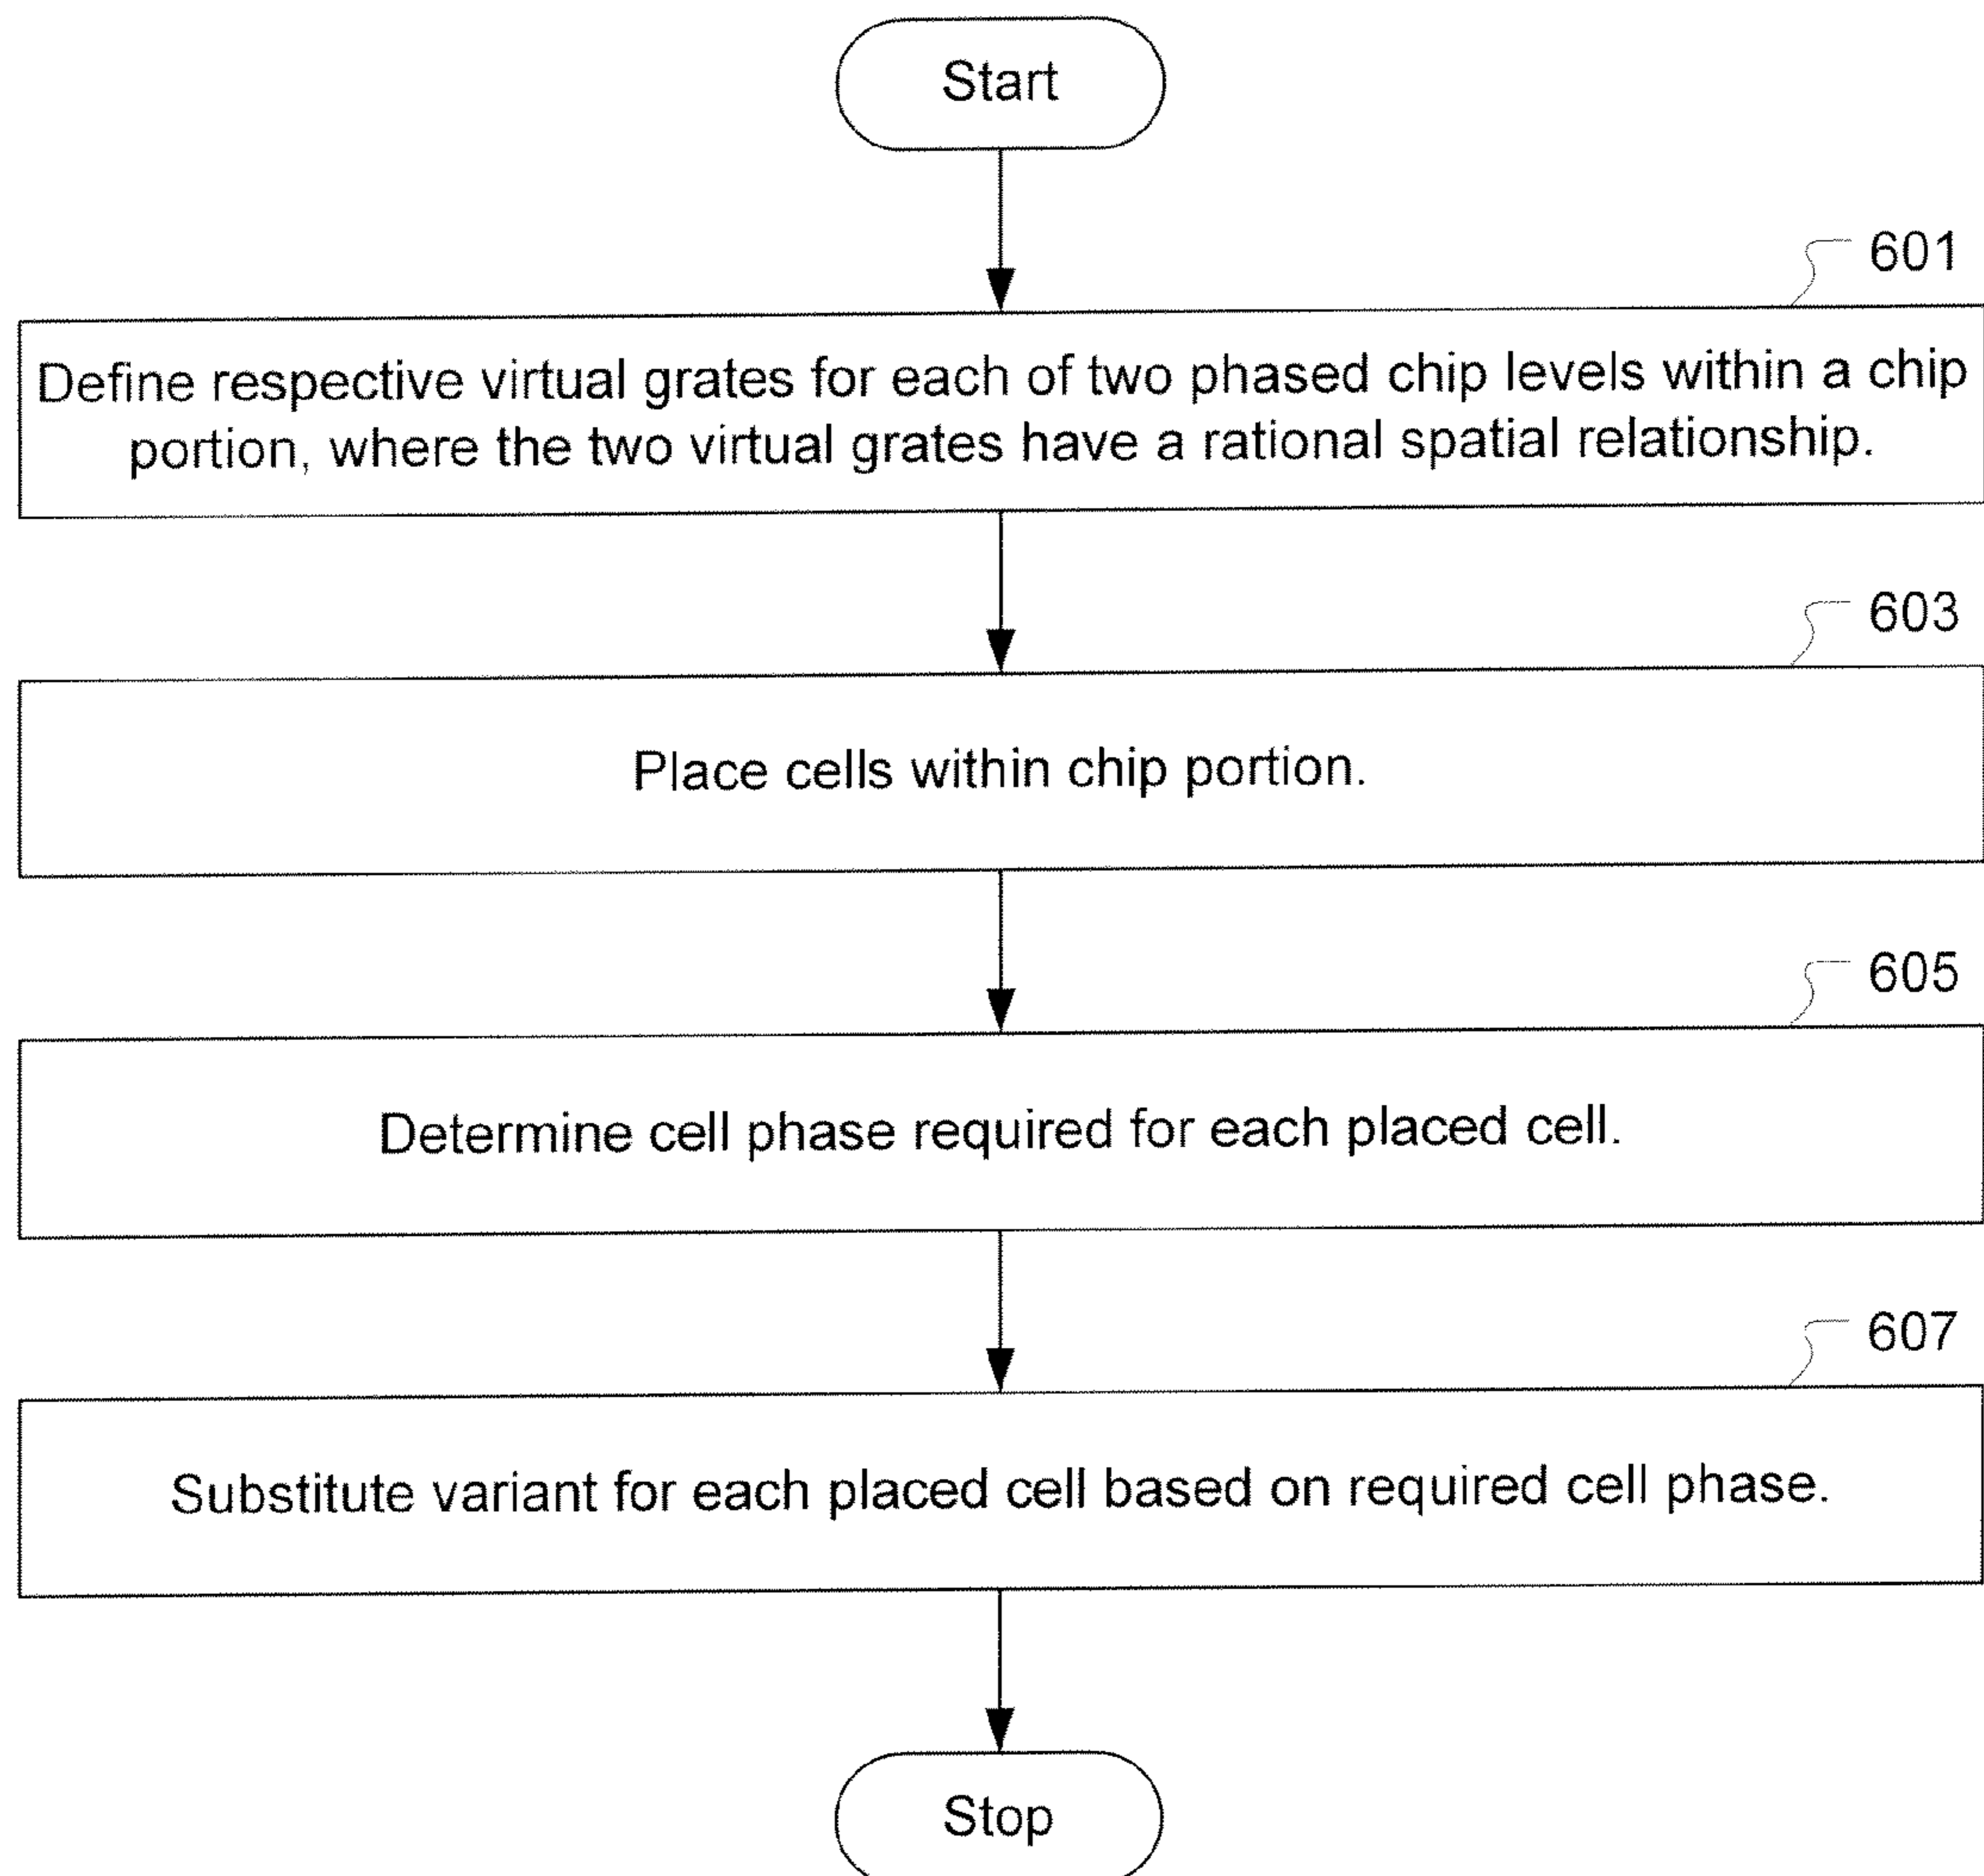 Start
601
Define respective virtual grates for each of two phased chip levels within a chip
portion, where the two virtual grates have a rational spatial relationship.
603
Place cells within chip portion.
605
Determine cell phase required for each placed cell.
607
Substitute variant for each placed cell based on required cell phase.
Stop